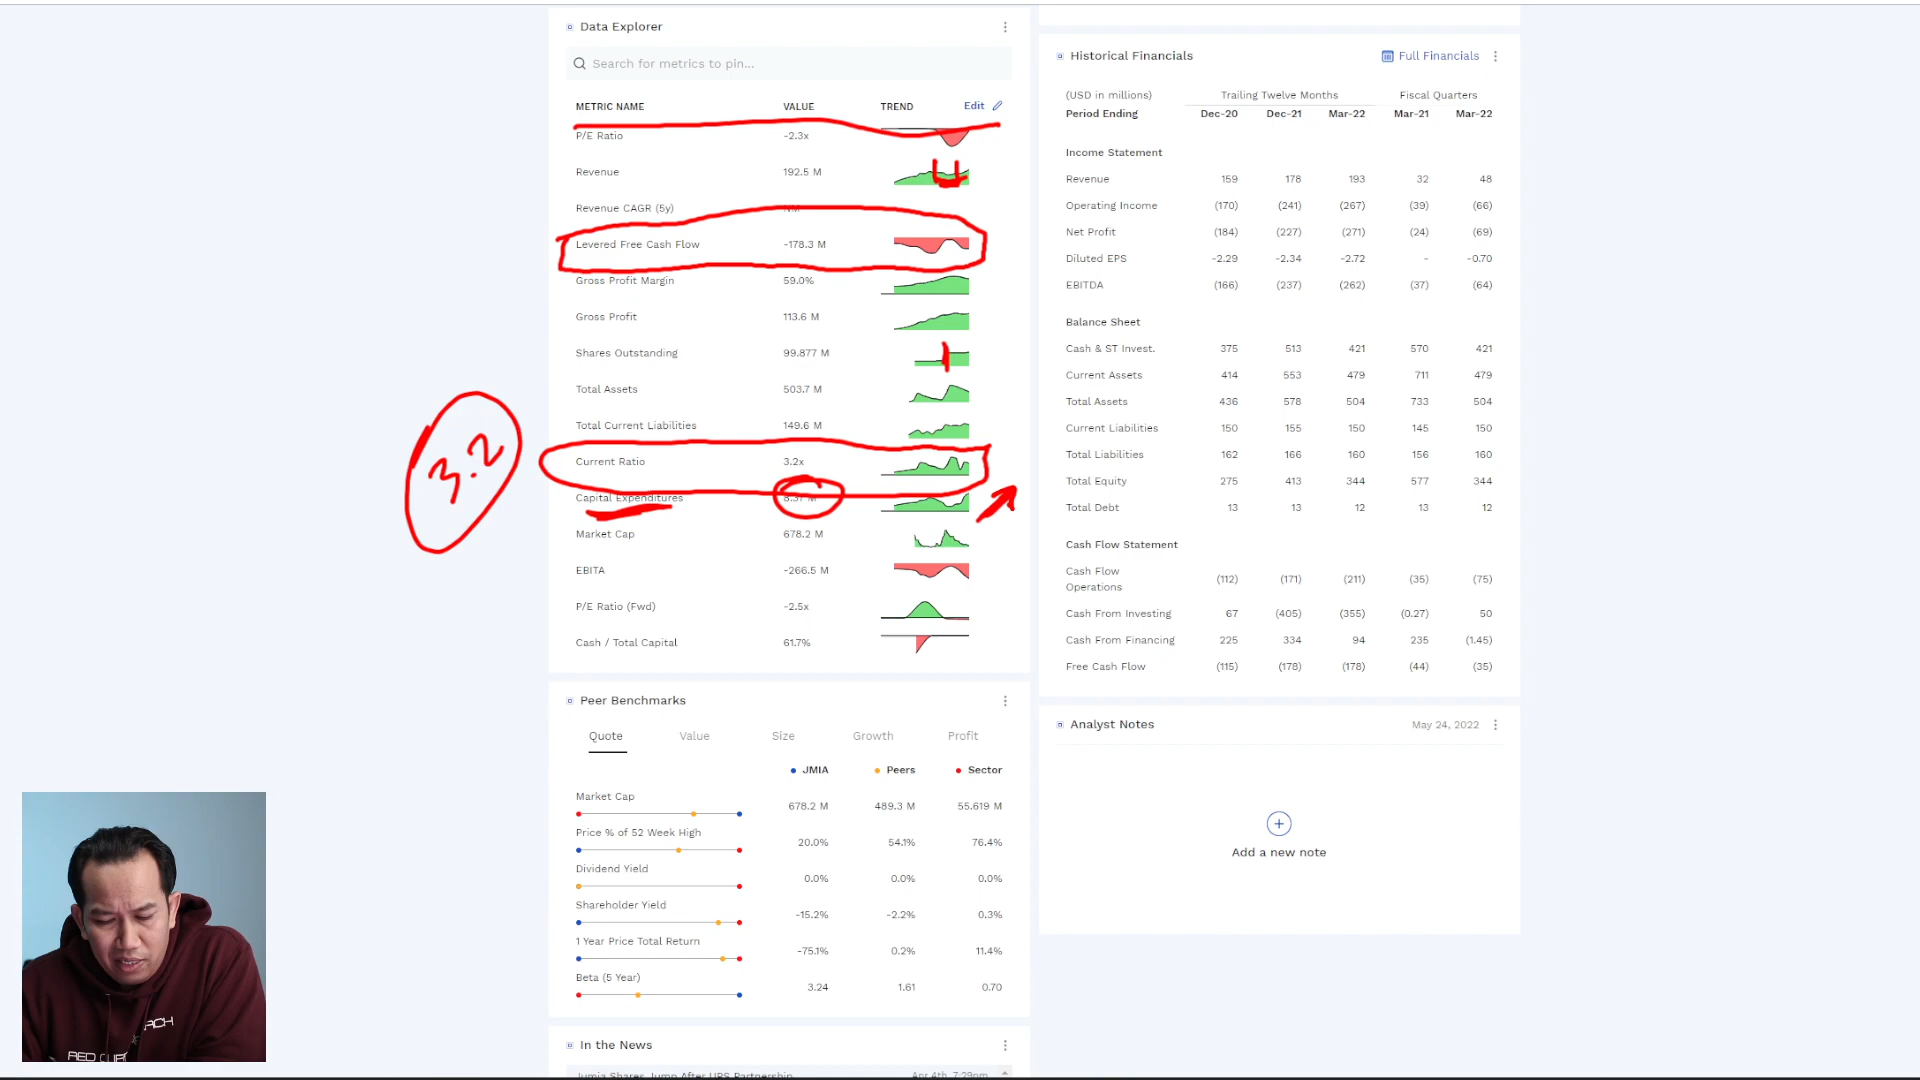 Data Explorer
Search for metrics to pin...
METRIC NAME VALUE TREND Edit
P/E Ratio -2.3x
Revenue 192.5 M
Revenue CAGR (5y) NM
Levered Free Cash Flow -178.3 M
Gross Profit Margin 59.0%
Gross Profit 113.6 M
Shares Outstanding 99.877 M
Total Assets 503.7 M
Total Current Liabilities 149.6 M
Current Ratio 3.2x
Capital Expenditures 8.37 M
Market Cap 678.2 M
EBITA -266.5 M
P/E Ratio (Fwd) -2.5x
Cash / Total Capital 61.7%
3.2
Peer Benchmarks
Quote Value Size Growth Profit
JMIA Peers Sector
Market Cap 678.2 M 489.3 M 55.619 M
Price % of 52 Week High 20.0% 54.1% 76.4%
Dividend Yield 0.0% 0.0% 0.0%
Shareholder Yield -15.2% -2.2% 0.3%
1 Year Price Total Return -75.1% 0.2% 11.4%
Beta (5 Year) 3.24 1.61 0.70
In the News
Jumia Shares Jump After UPS Partnership Apr 4th, 7:29pm
Historical Financials Full Financials
(USD in millions) Trailing Twelve Months Fiscal Quarters
Period Ending Dec-20 Dec-21 Mar-22 Mar-21 Mar-22
Income Statement
Revenue 159 178 193 32 48
Operating Income (170) (241) (267) (39) (66)
Net Profit (184) (227) (271) (24) (69)
Diluted EPS -2.29 -2.34 -2.72 - -0.70
EBITDA (166) (237) (262) (37) (64)
Balance Sheet
Cash & ST Invest. 375 513 421 570 421
Current Assets 414 553 479 711 479
Total Assets 436 578 504 733 504
Current Liabilities 150 155 150 145 150
Total Liabilities 162 166 160 156 160
Total Equity 275 413 344 577 344
Total Debt 13 13 12 13 12
Cash Flow Statement
Cash Flow
Operations (112) (171) (211) (35) (75)
Cash From Investing 67 (405) (355) (0.27) 50
Cash From Financing 225 334 94 235 (1.45)
Free Cash Flow (115) (178) (178) (44) (35)
Analyst Notes May 24, 2022
Add a new note